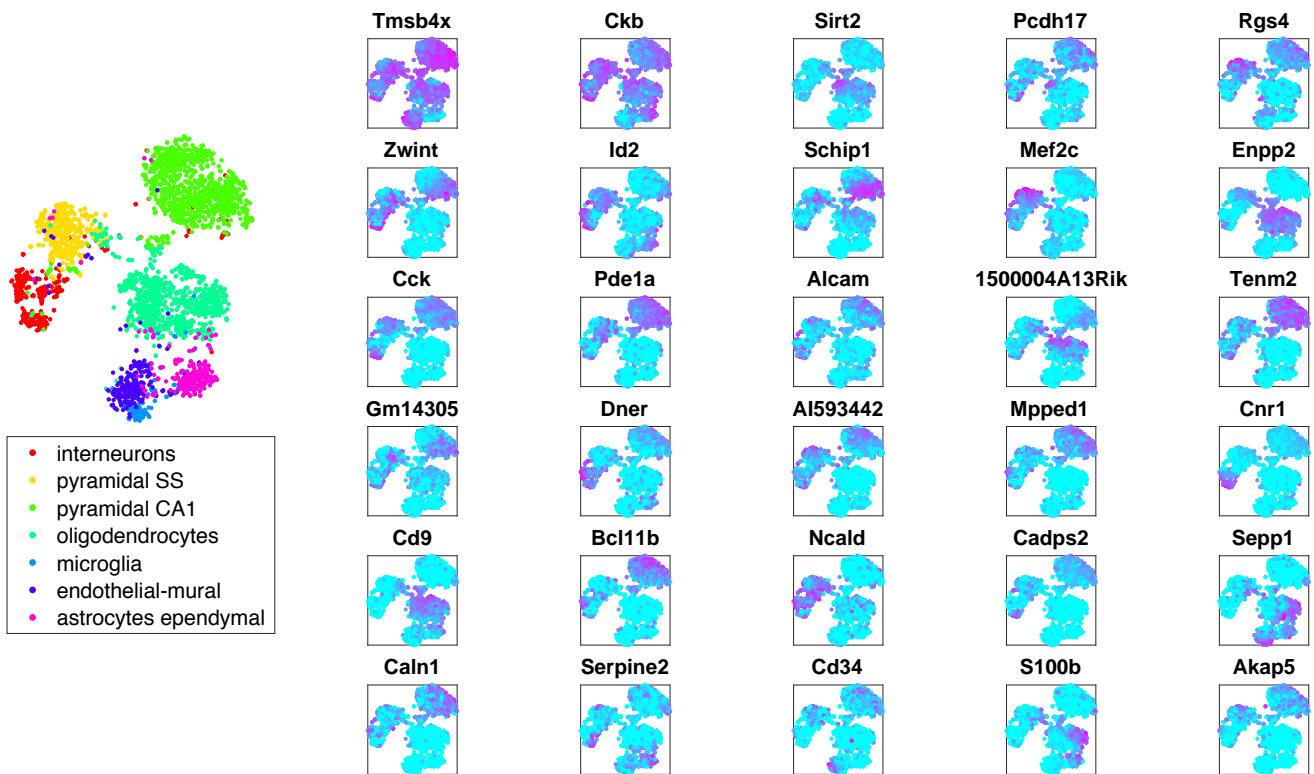 Tmsb4x Ckb Sirt2 Pcdh17 Rgs4
Zwint Id2 Schip1 Mef2c Enpp2
Cck Pde1a Alcam 1500004A13Rik Tenm2
Gm14305 Dner AI593442 Mpped1 Cnr1
Cd9 Bcl11b Ncald Cadps2 Sepp1
Caln1 Serpine2 Cd34 S100b Akap5
interneurons
pyramidal SS
pyramidal CA1
oligodendrocytes
microglia
endothelial-mural
astrocytes ependymal